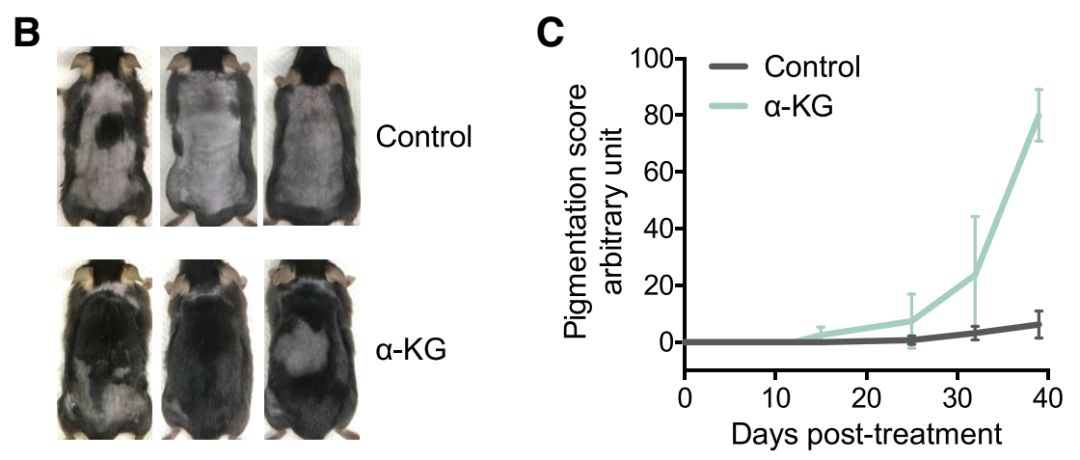 B
Control
α-KG
C
Control
α-KG
Pigmentation score
arbitrary unit
100
80
60
40
20
0
0
10
20
30
40
Days post-treatment